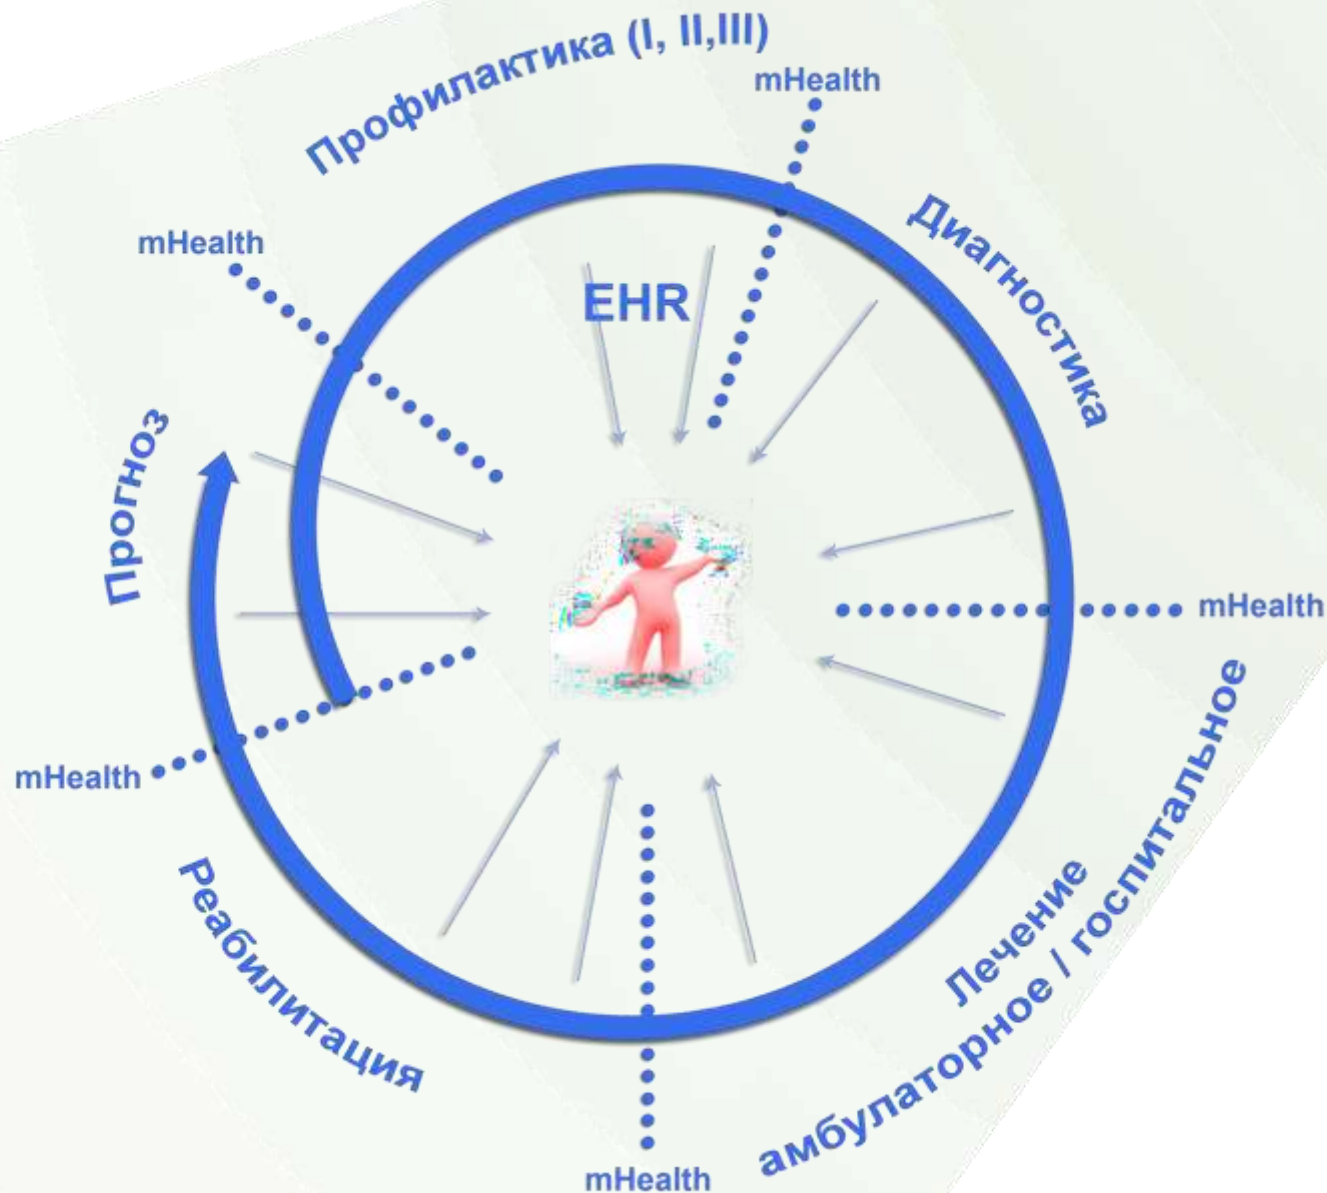 Профилактика (I, II,III)
mHealth
Диагностика
mHealth
EHR
Прогноз
mHealth
Лечение
амбулаторное / госпитальное
mHealth
Реабилитация
mHealth